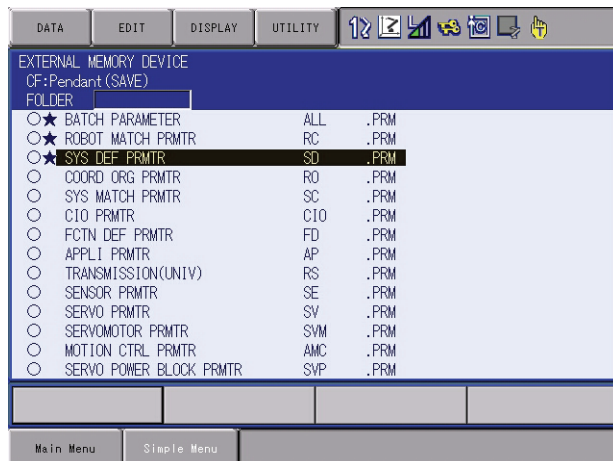 DATA EDIT DISPLAY UTILITY
EXTERNAL MEMORY DEVICE
CF:Pendant(SAVE)
FOLDER
○★ BATCH PARAMETER ALL .PRM
○★ ROBOT MATCH PRMTR RC .PRM
○★ SYS DEF PRMTR SD .PRM
○ COORD ORG PRMTR RO .PRM
○ SYS MATCH PRMTR SC .PRM
○ CIO PRMTR CIO .PRM
○ FCTN DEF PRMTR FD .PRM
○ APPLI PRMTR AP .PRM
○ TRANSMISSION(UNIV) RS .PRM
○ SENSOR PRMTR SE .PRM
○ SERVO PRMTR SV .PRM
○ SERVOMOTOR PRMTR SVM .PRM
○ MOTION CTRL PRMTR AMC .PRM
○ SERVO POWER BLOCK PRMTR SVP .PRM
Main Menu Simple Menu